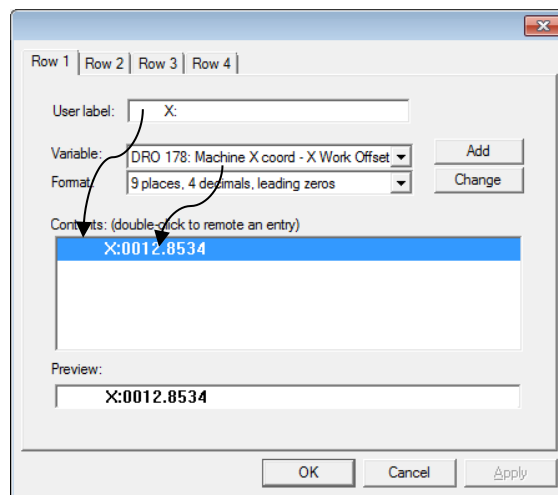 Row 1 Row 2 Row 3 Row 4
User label: X:
Variable: DRO 178: Machine X coord - X Work Offset Add
Format: 9 places, 4 decimals, leading zeros Change
Contents: (double-click to remote an entry)
X:0012.8534
Preview:
X:0012.8534
OK Cancel Apply